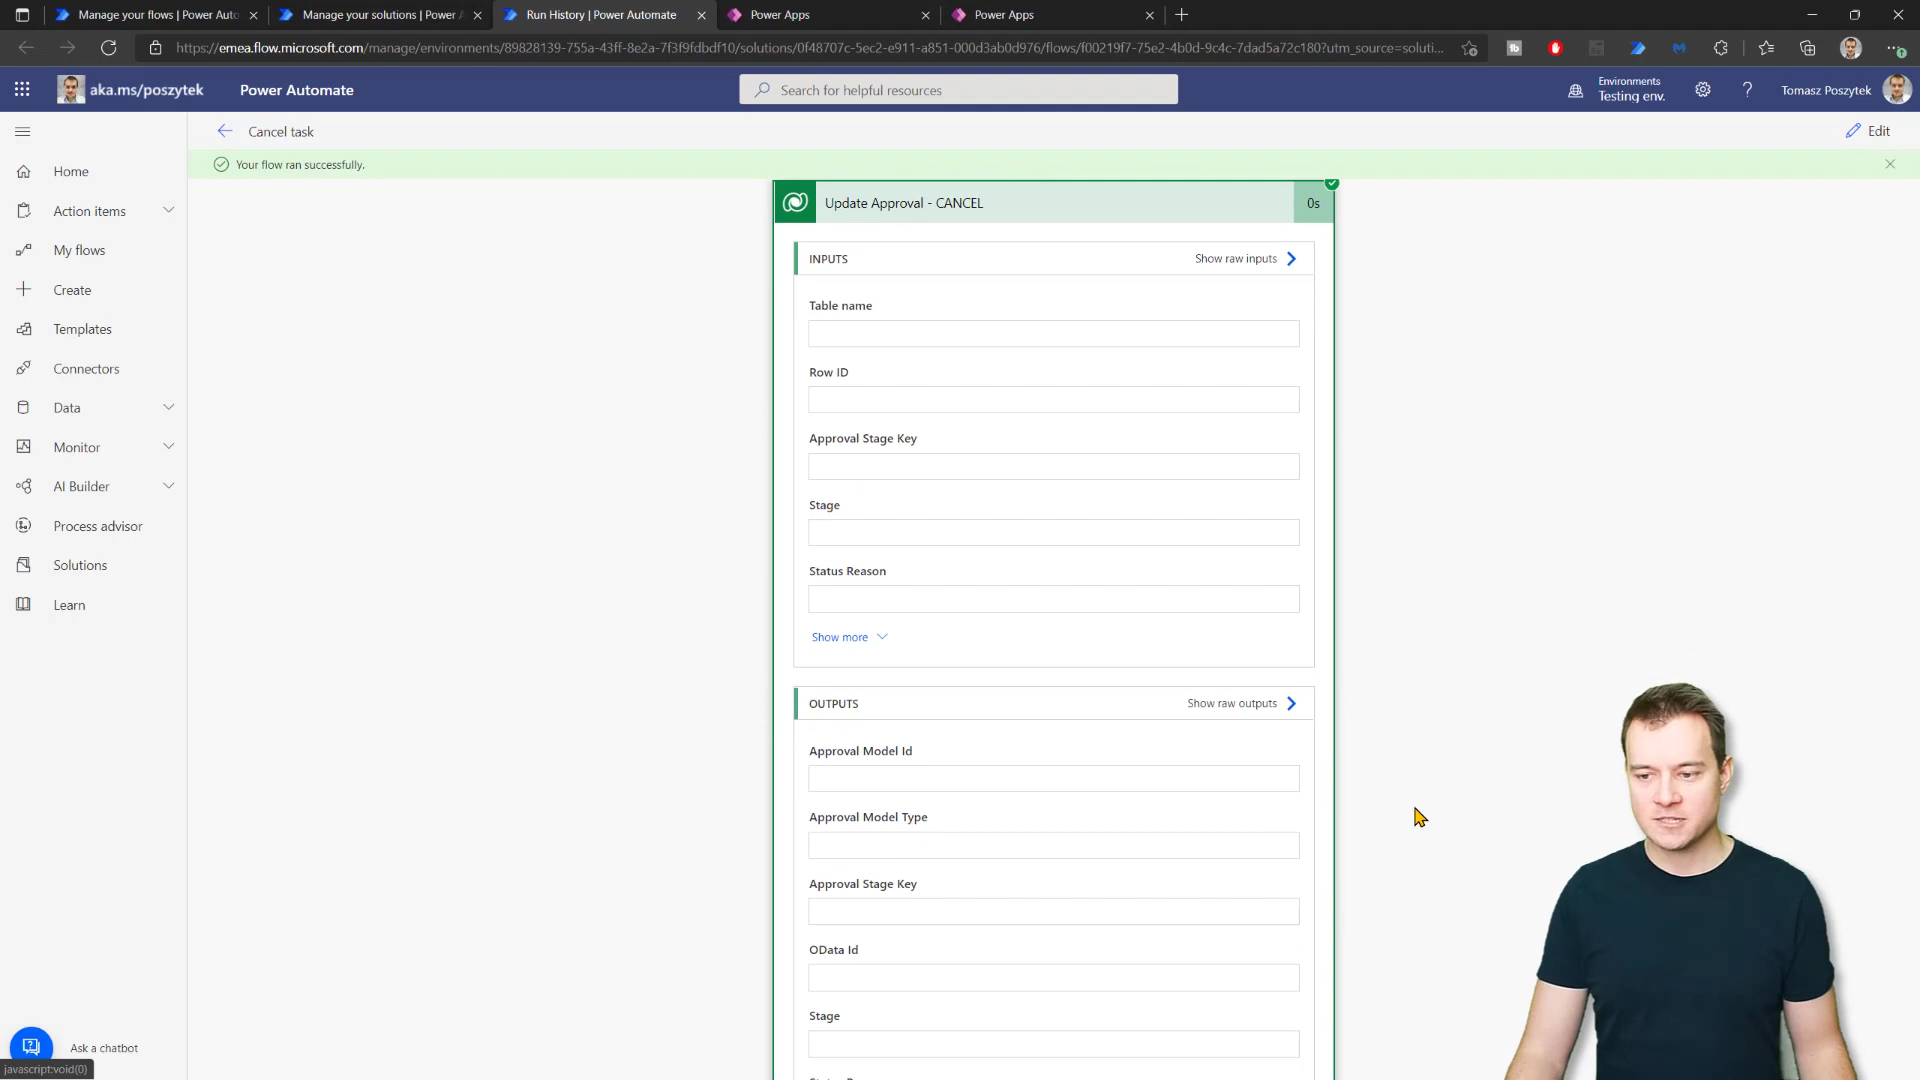 Manage your flows | Power Auto
Manage your solutions | Power A
Run History | Power Automate
Power Apps
Power Apps
https://emea.flow.microsoft.com/manage/environments/89828139-755a-43ff-8e2a-7f3f9fdbdf10/solutions/0f48707c-5ec2-e911-a851-000d3ab0d976/flows/f00219f7-75e2-4b0d-9c4c-7dad5a72c180?utm_source=soluti...
aka.ms/poszytek
Power Automate
Search for helpful resources
Environments
Testing env.
Tomasz Poszytek
Cancel task
Edit
Your flow ran successfully.
Home
Action items
My flows
Create
Templates
Connectors
Data
Monitor
AI Builder
Process advisor
Solutions
Learn
Update Approval - CANCEL
0s
INPUTS
Show raw inputs
Table name
Row ID
Approval Stage Key
Stage
Status Reason
Show more
OUTPUTS
Show raw outputs
Approval Model Id
Approval Model Type
Approval Stage Key
OData Id
Stage
Ask a chatbot
javascript:void(0)